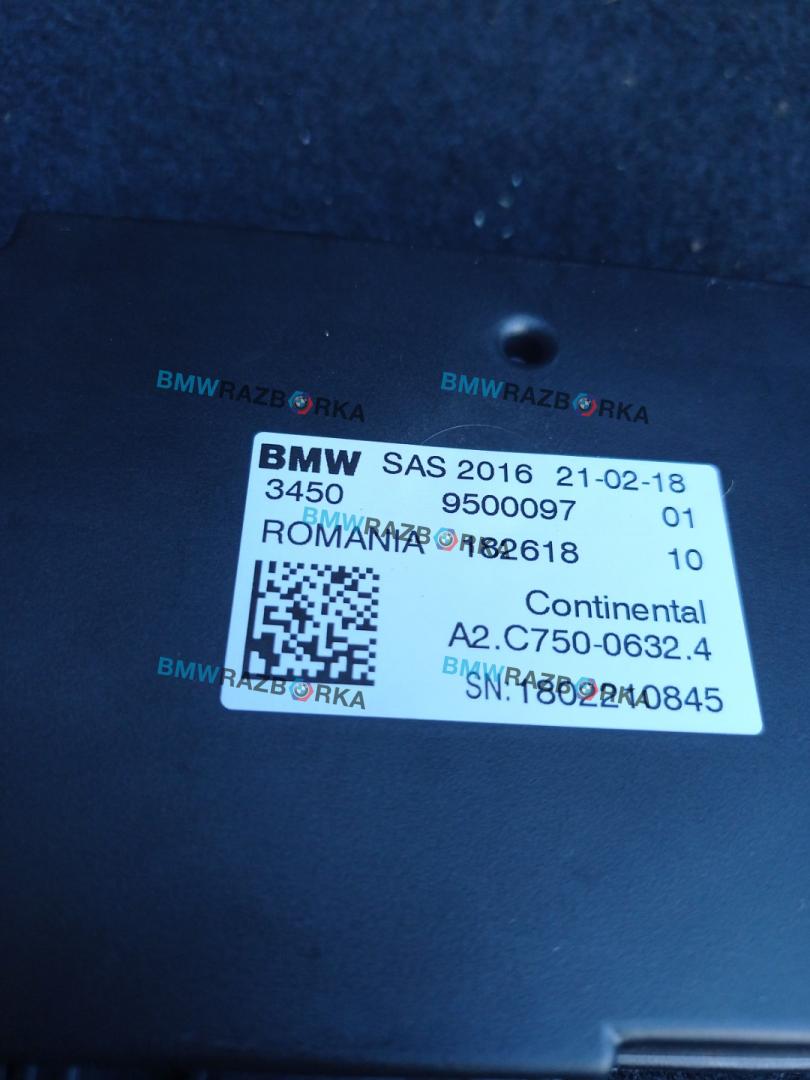 BMWRAZBORKA BMWRAZBORKA
BMW SAS 2016 21-02-18
3450 9500097 01
BMWRAZBORKA
ROMANIA 182618 10
Continental
A2.C750-0632.4
BMWRAZBORKA BMWRAZBORKA
SN:1802210845